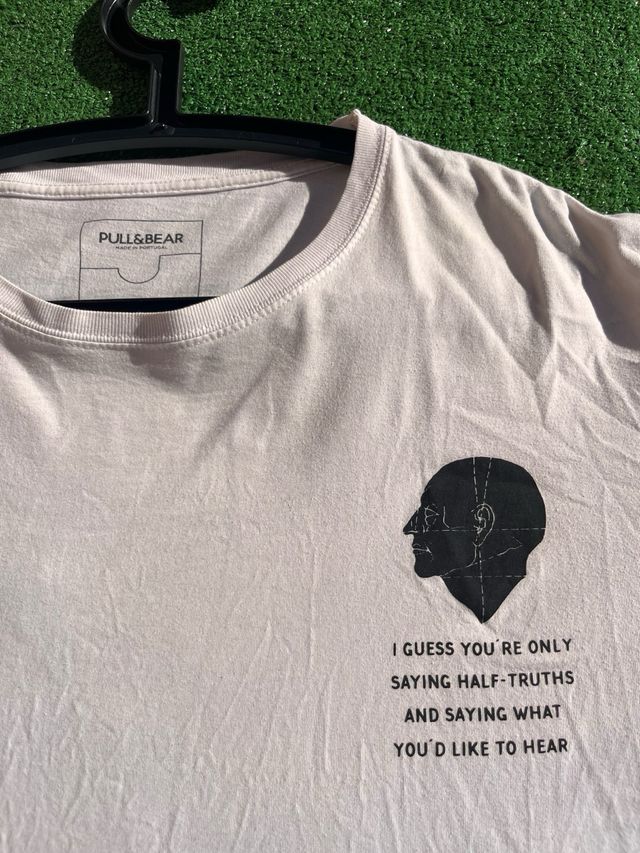 PULL&BEAR
MADE IN PORTUGAL
I GUESS YOU´RE ONLY
SAYING HALF-TRUTHS
AND SAYING WHAT
YOU´D LIKE TO HEAR